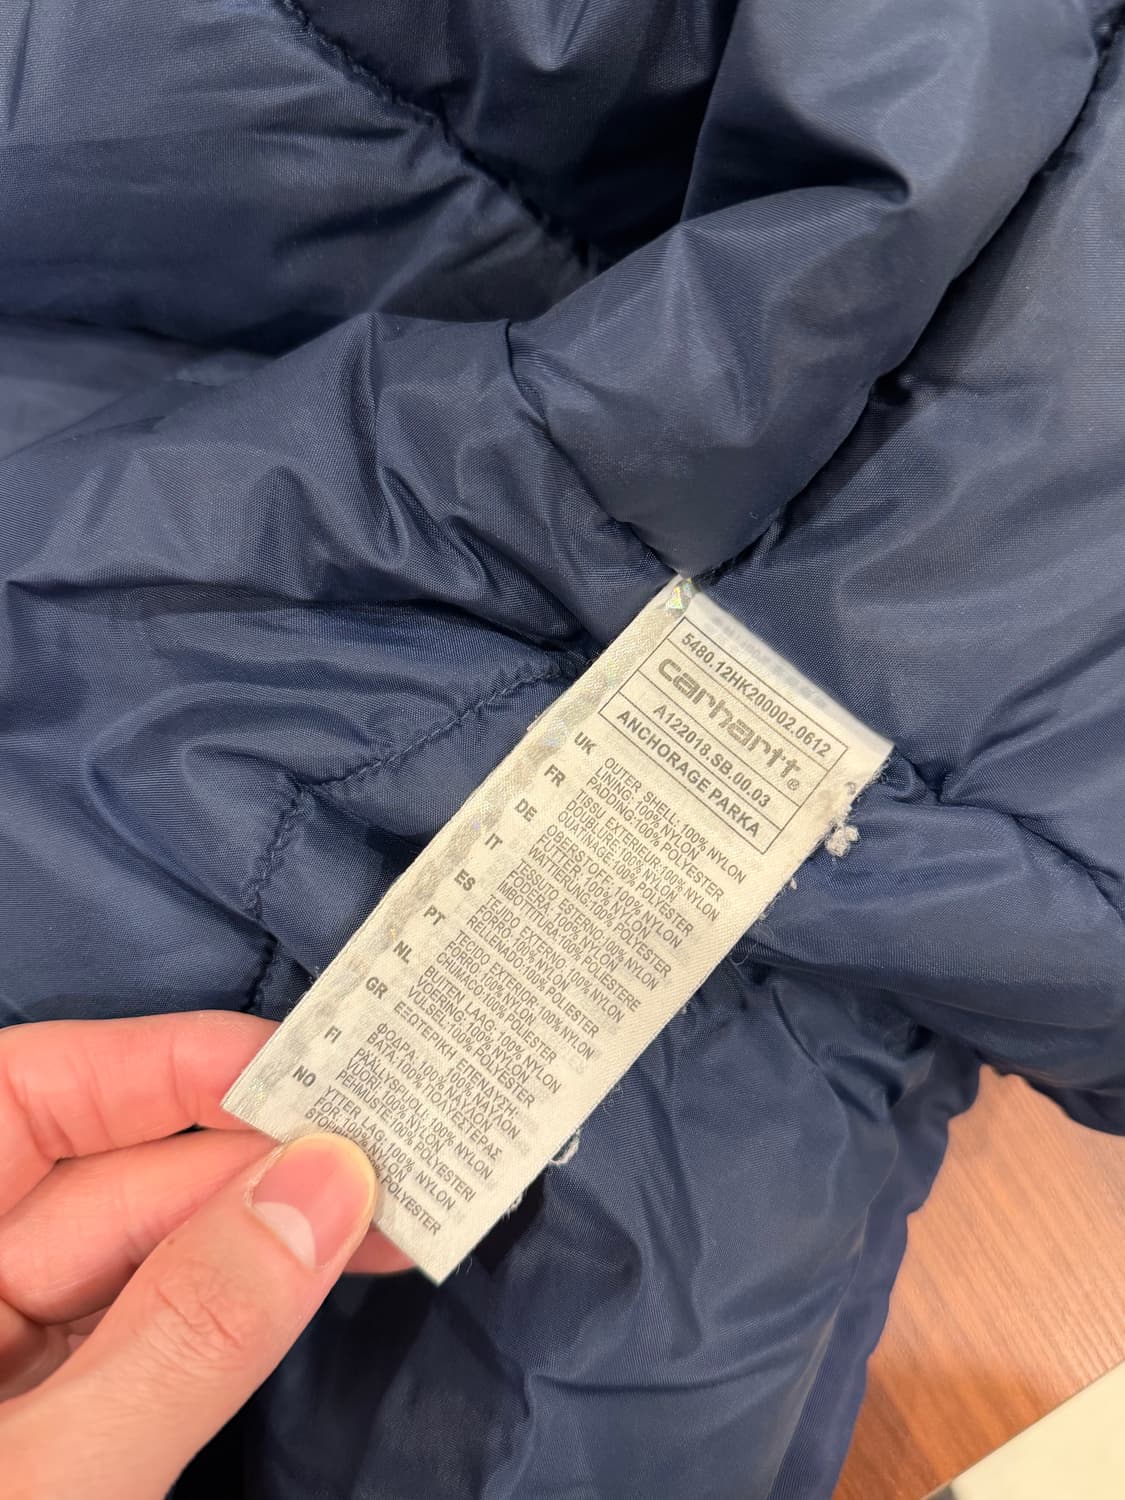 5480.12HK200002.0612
carhartt®
A122018.SB.00.03
ANCHORAGE PARKA
UK OUTER SHELL: 100% NYLON
LINING: 100% NYLON
PADDING:100% POLYESTER
FR TISSU EXTERIEUR:100% NYLON
DOUBLURE:100% NYLON
OUATINAGE:100% POLYESTER
DE OBERSTOFF: 100% NYLON
FUTTER: 100% NYLON
WATTIERUNG:100% POLYESTER
IT TESSUTO ESTERNO:100% NYLON
FODERA: 100% NYLON
IMBOTTITURA:100% POLIESTERE
ES TEJIDO EXTERNO: 100% NYLON
FORRO: 100% NYLON
RELLENADO:100% POLIESTER
PT TECIDO EXTERIOR: 100% NYLON
FORRO: 100% NYLON
CHUMACO:100% POLIESTER
NL BUITEN LAAG: 100% NYLON
VOERING: 100% NYLON
VULSEL:100% POLYESTER
GR ΕΞΩΤΕΡΙΚΗ ΕΠΕΝΔΥΣΗ:
100% ΝΑΥΛΟΝ
ΦΟΔΡΑ: 100% ΝΑΥΛΟΝ
ΒΑΤΑ:100% ΠΟΛΥΕΣΤΕΡΑΣ
FI PÄÄLLYSPUOLI: 100% NYLON
VUORI:100% NYLON
PEHMUSTE: 100% POLYESTERI
NO YTTER LAG: 100% NYLON
FOR: 100% NYLON
POLYESTER